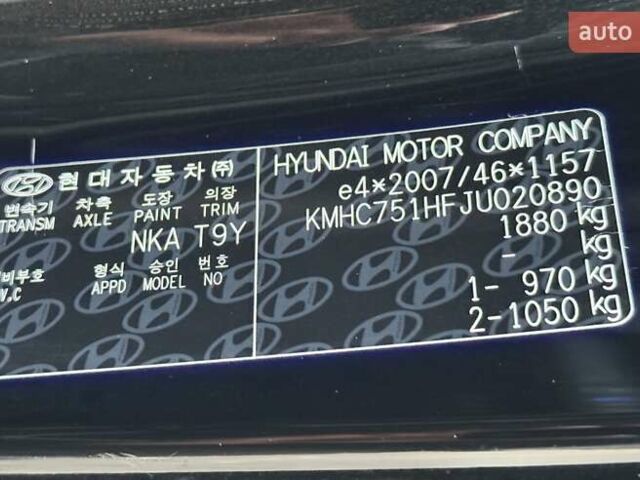 auto
현대자동차(주)
변속기 차축 도장 의장
TRANSM AXLE PAINT TRIM
NKA T9Y
비부호 형식 승인 번호
V.C APPD MODEL NO
HYUNDAI MOTOR COMPANY
e4*2007/46*1157
KMHC751HFJU020890
1880 kg
- kg
1- 970 kg
2-1050 kg